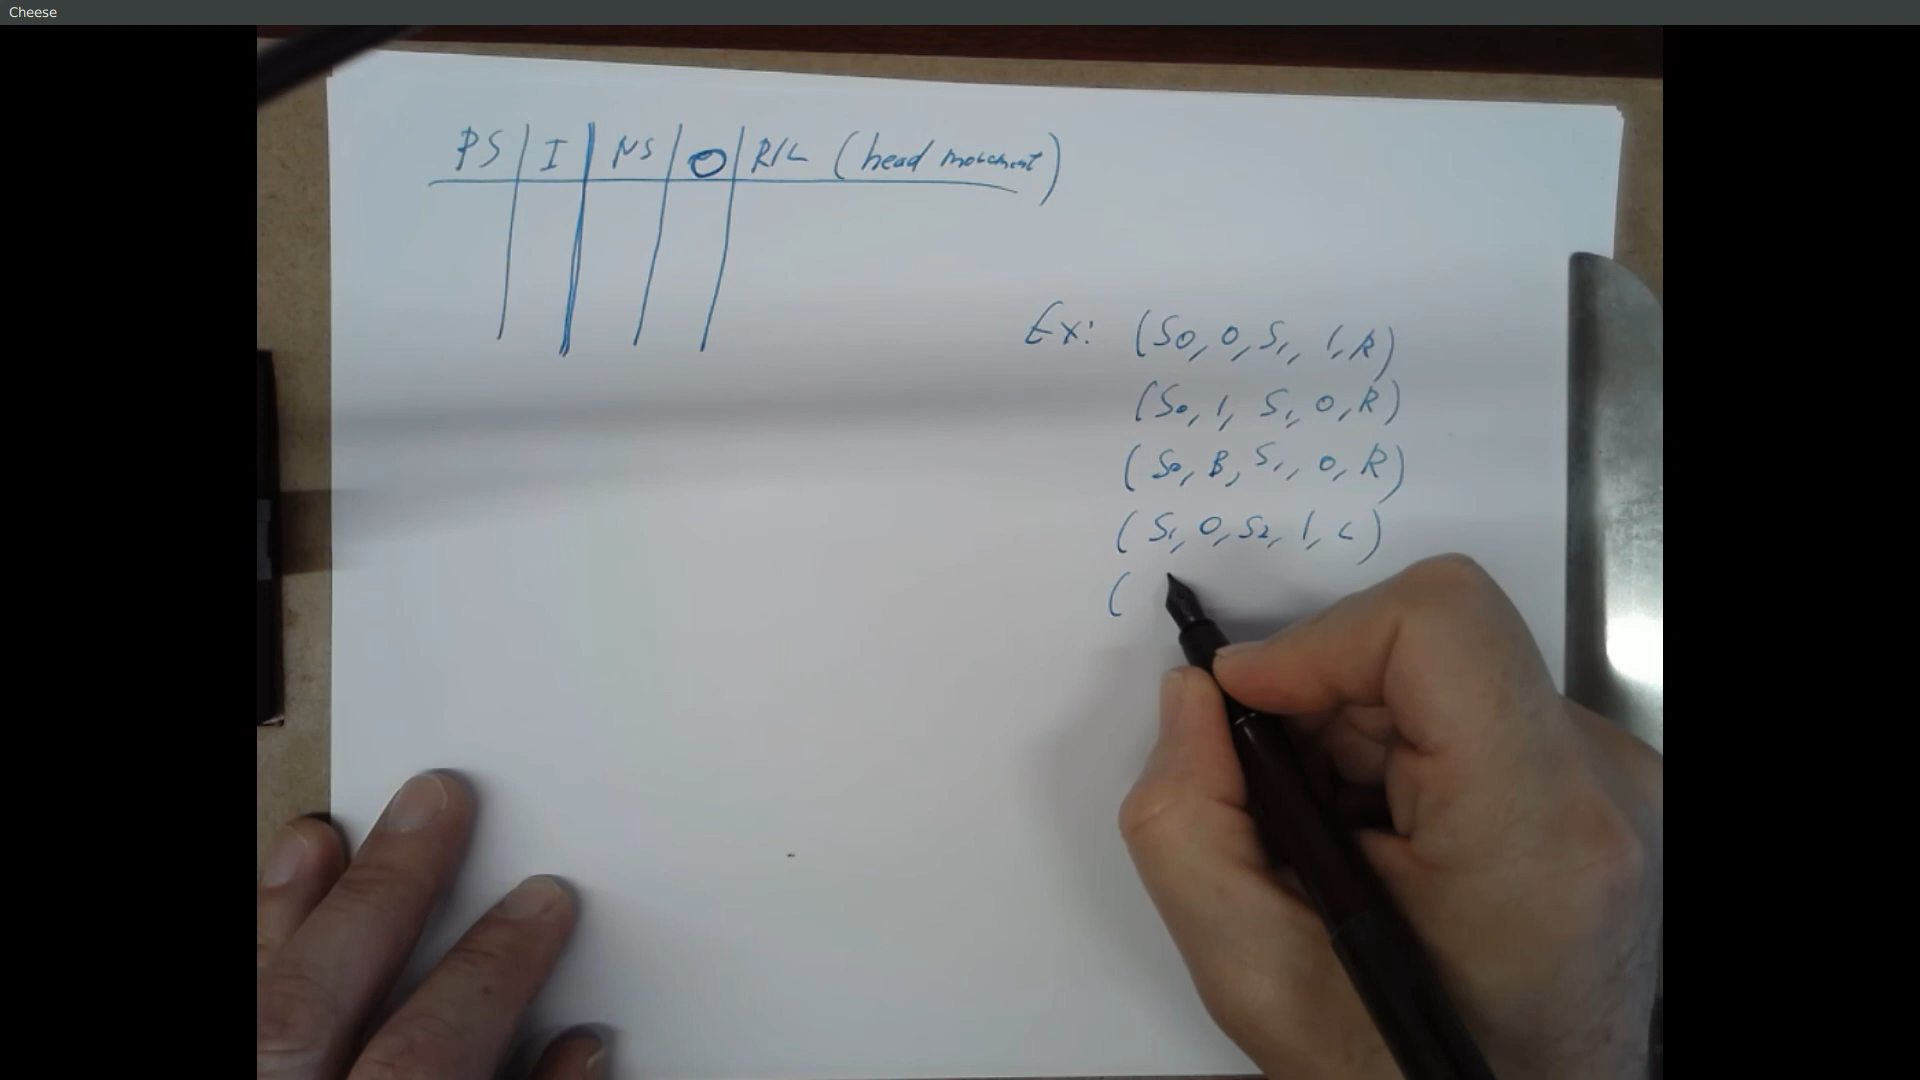 Cheese
PS | I | NS | O | R/L (head movement)
Ex: (S0, 0, S1, 1, R)
(S0, 1, S1, 0, R)
(S0, B, S1, 0, R)
(S1, 0, S2, 1, L)
(